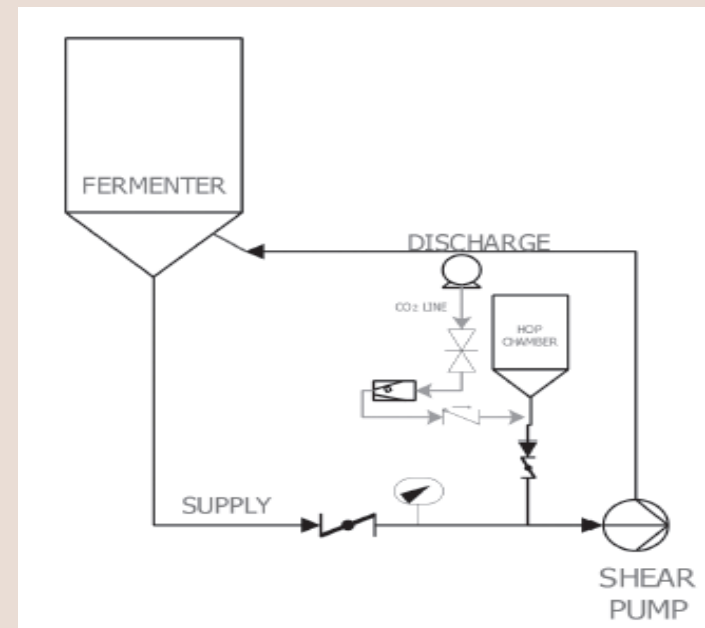 FERMENTER
DISCHARGE
CO₂ LINE
HOP
CHAMBER
SUPPLY
SHEAR
PUMP